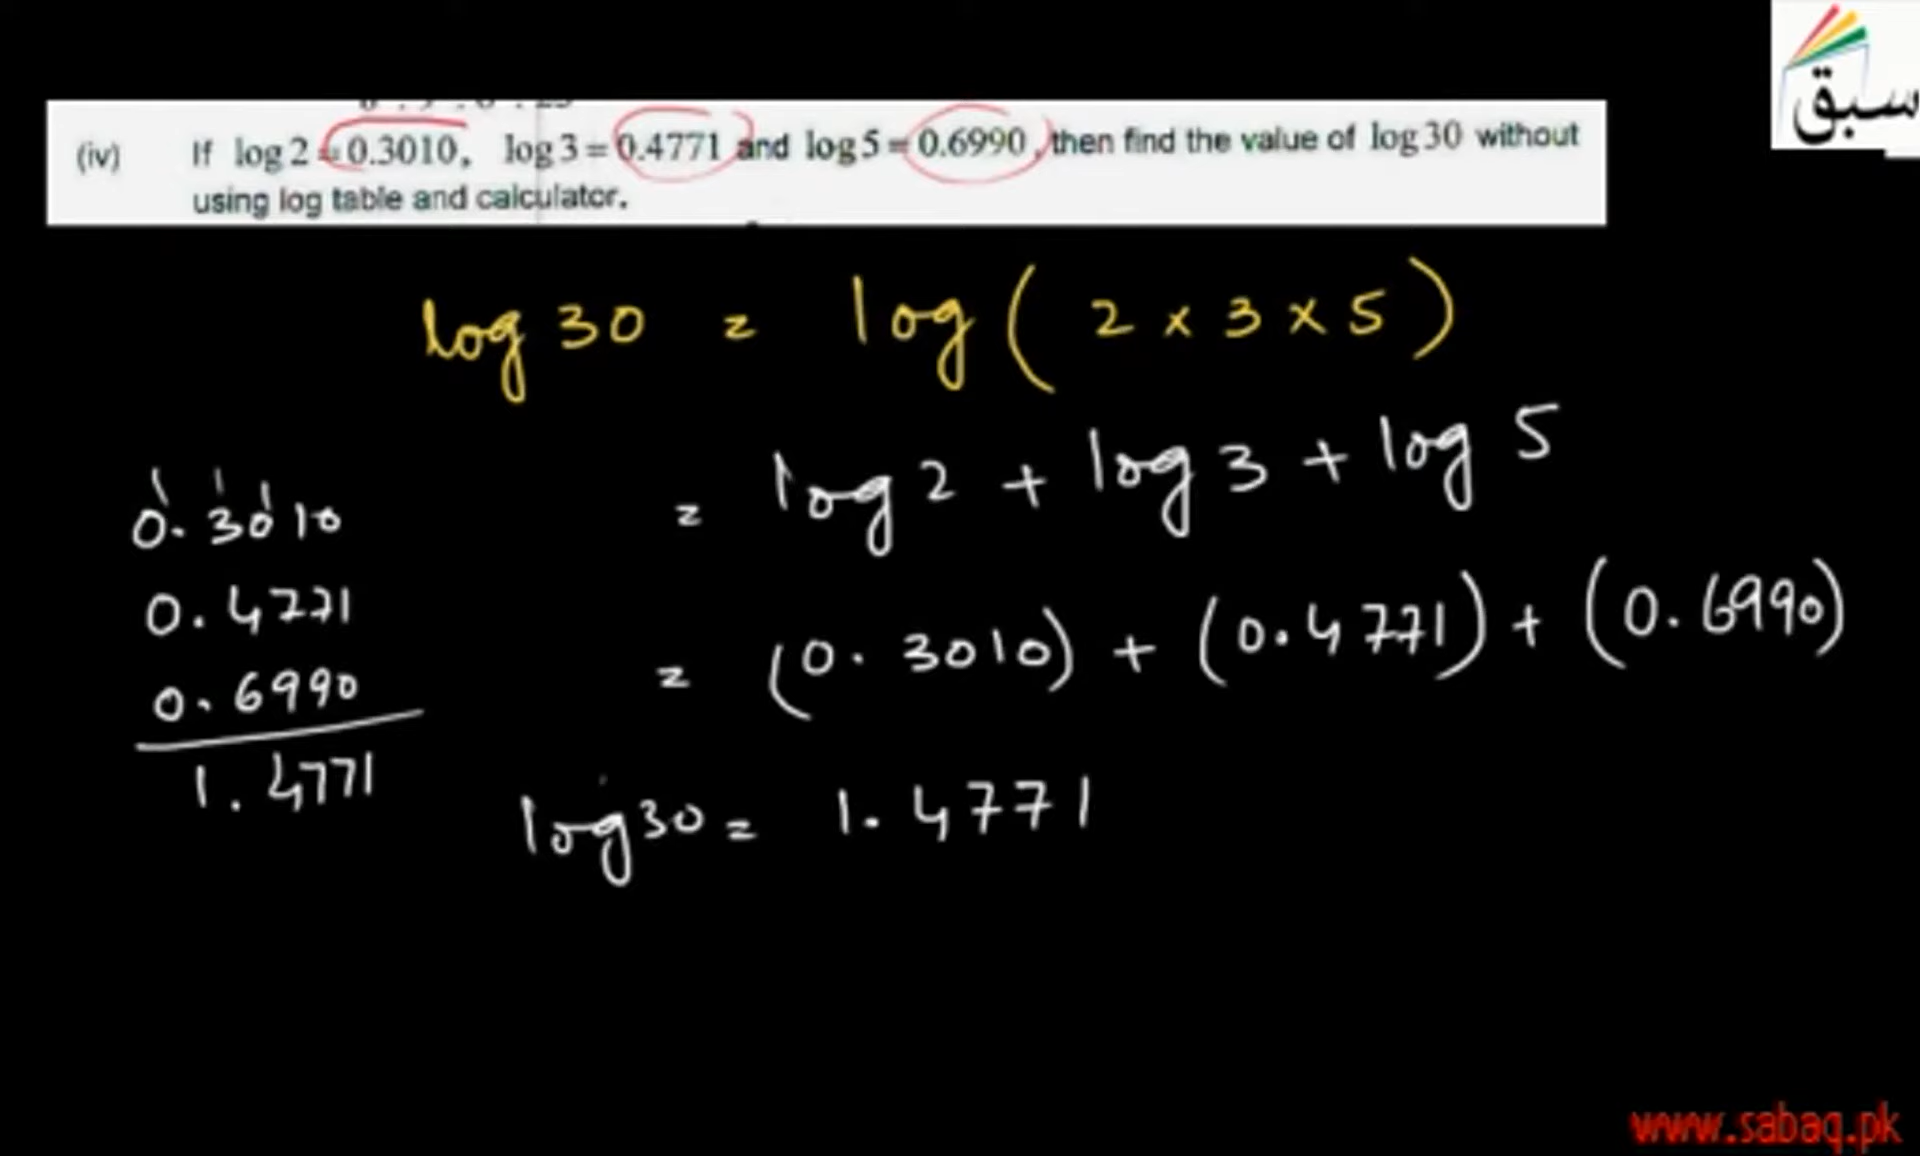 سبق
(iv) If log 2 = 0.3010, log 3 = 0.4771 and log 5 = 0.6990, then find the value of log 30 without
using log table and calculator.
log 30 = log ( 2 × 3 × 5 )
= log 2 + log 3 + log 5
= (0.3010) + (0.4771) + (0.6990)
log 30 = 1.4771
1 1 1
0.3010
0.4771
0.6990
1.4771
www.sabaq.pk